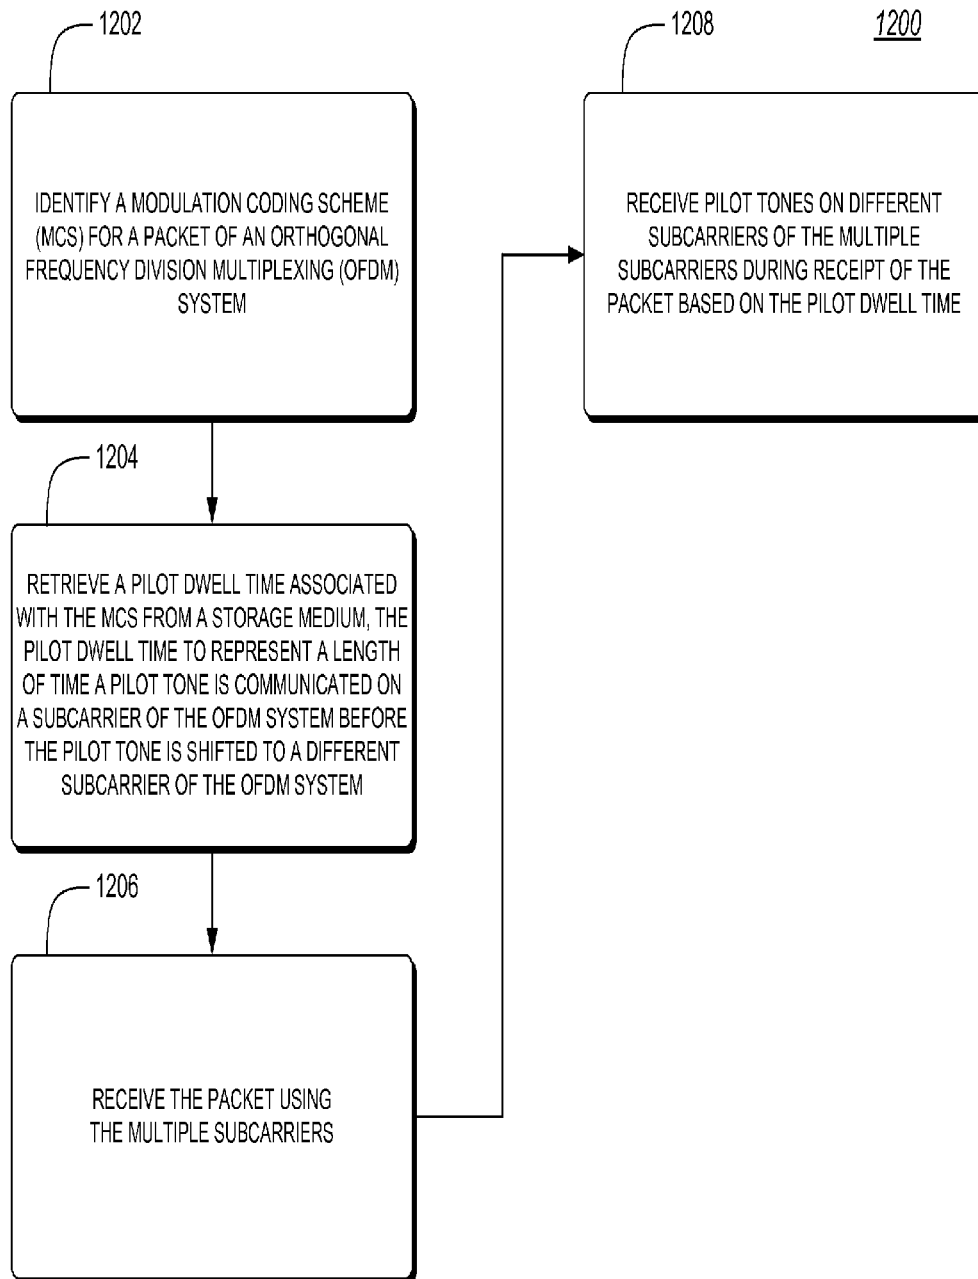 1200
1202
IDENTIFY A MODULATION CODING SCHEME
(MCS) FOR A PACKET OF AN ORTHOGONAL
FREQUENCY DIVISION MULTIPLEXING (OFDM)
SYSTEM
1204
RETRIEVE A PILOT DWELL TIME ASSOCIATED
WITH THE MCS FROM A STORAGE MEDIUM, THE
PILOT DWELL TIME TO REPRESENT A LENGTH
OF TIME A PILOT TONE IS COMMUNICATED ON
A SUBCARRIER OF THE OFDM SYSTEM BEFORE
THE PILOT TONE IS SHIFTED TO A DIFFERENT
SUBCARRIER OF THE OFDM SYSTEM
1206
RECEIVE THE PACKET USING
THE MULTIPLE SUBCARRIERS
1208
RECEIVE PILOT TONES ON DIFFERENT
SUBCARRIERS OF THE MULTIPLE
SUBCARRIERS DURING RECEIPT OF THE
PACKET BASED ON THE PILOT DWELL TIME